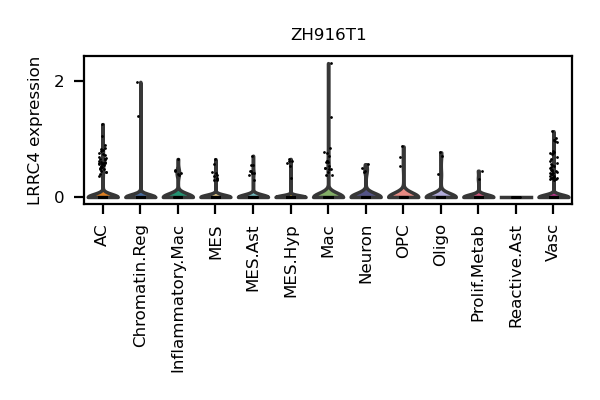 ZH916T1
LRRC4 expression
2
0
AC
Chromatin.Reg
Inflammatory.Mac
MES
MES.Ast
MES.Hyp
Mac
Neuron
OPC
Oligo
Prolif.Metab
Reactive.Ast
Vasc